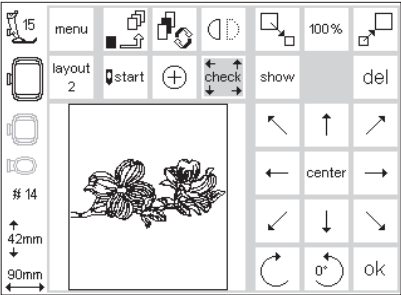 15
menu
100%
layout
2
start
check
show
del
center
# 14
42mm
90mm
0°
ok